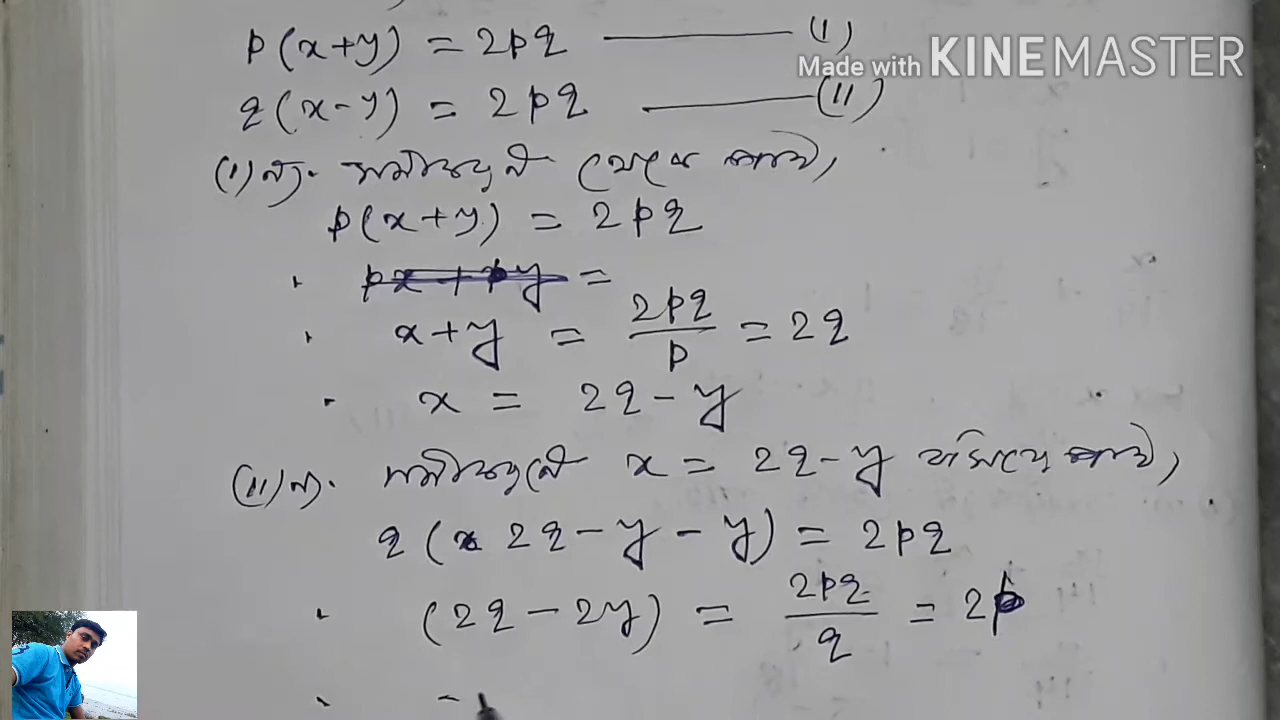 p(x+y) = 2pq ——— (I)
Made with KINEMASTER
q(x-y) = 2pq ——— (II)
(I) নং সমীকরণটি থেকে পাই,
p(x+y) = 2pq
px + py =
x+y = 2pq/p = 2q
x = 2q-y
(II) নং সমীকরণে x = 2q-y বসিয়ে পাই,
q(x 2q-y-y) = 2pq
(2q-2y) = 2pq/q = 2p
-